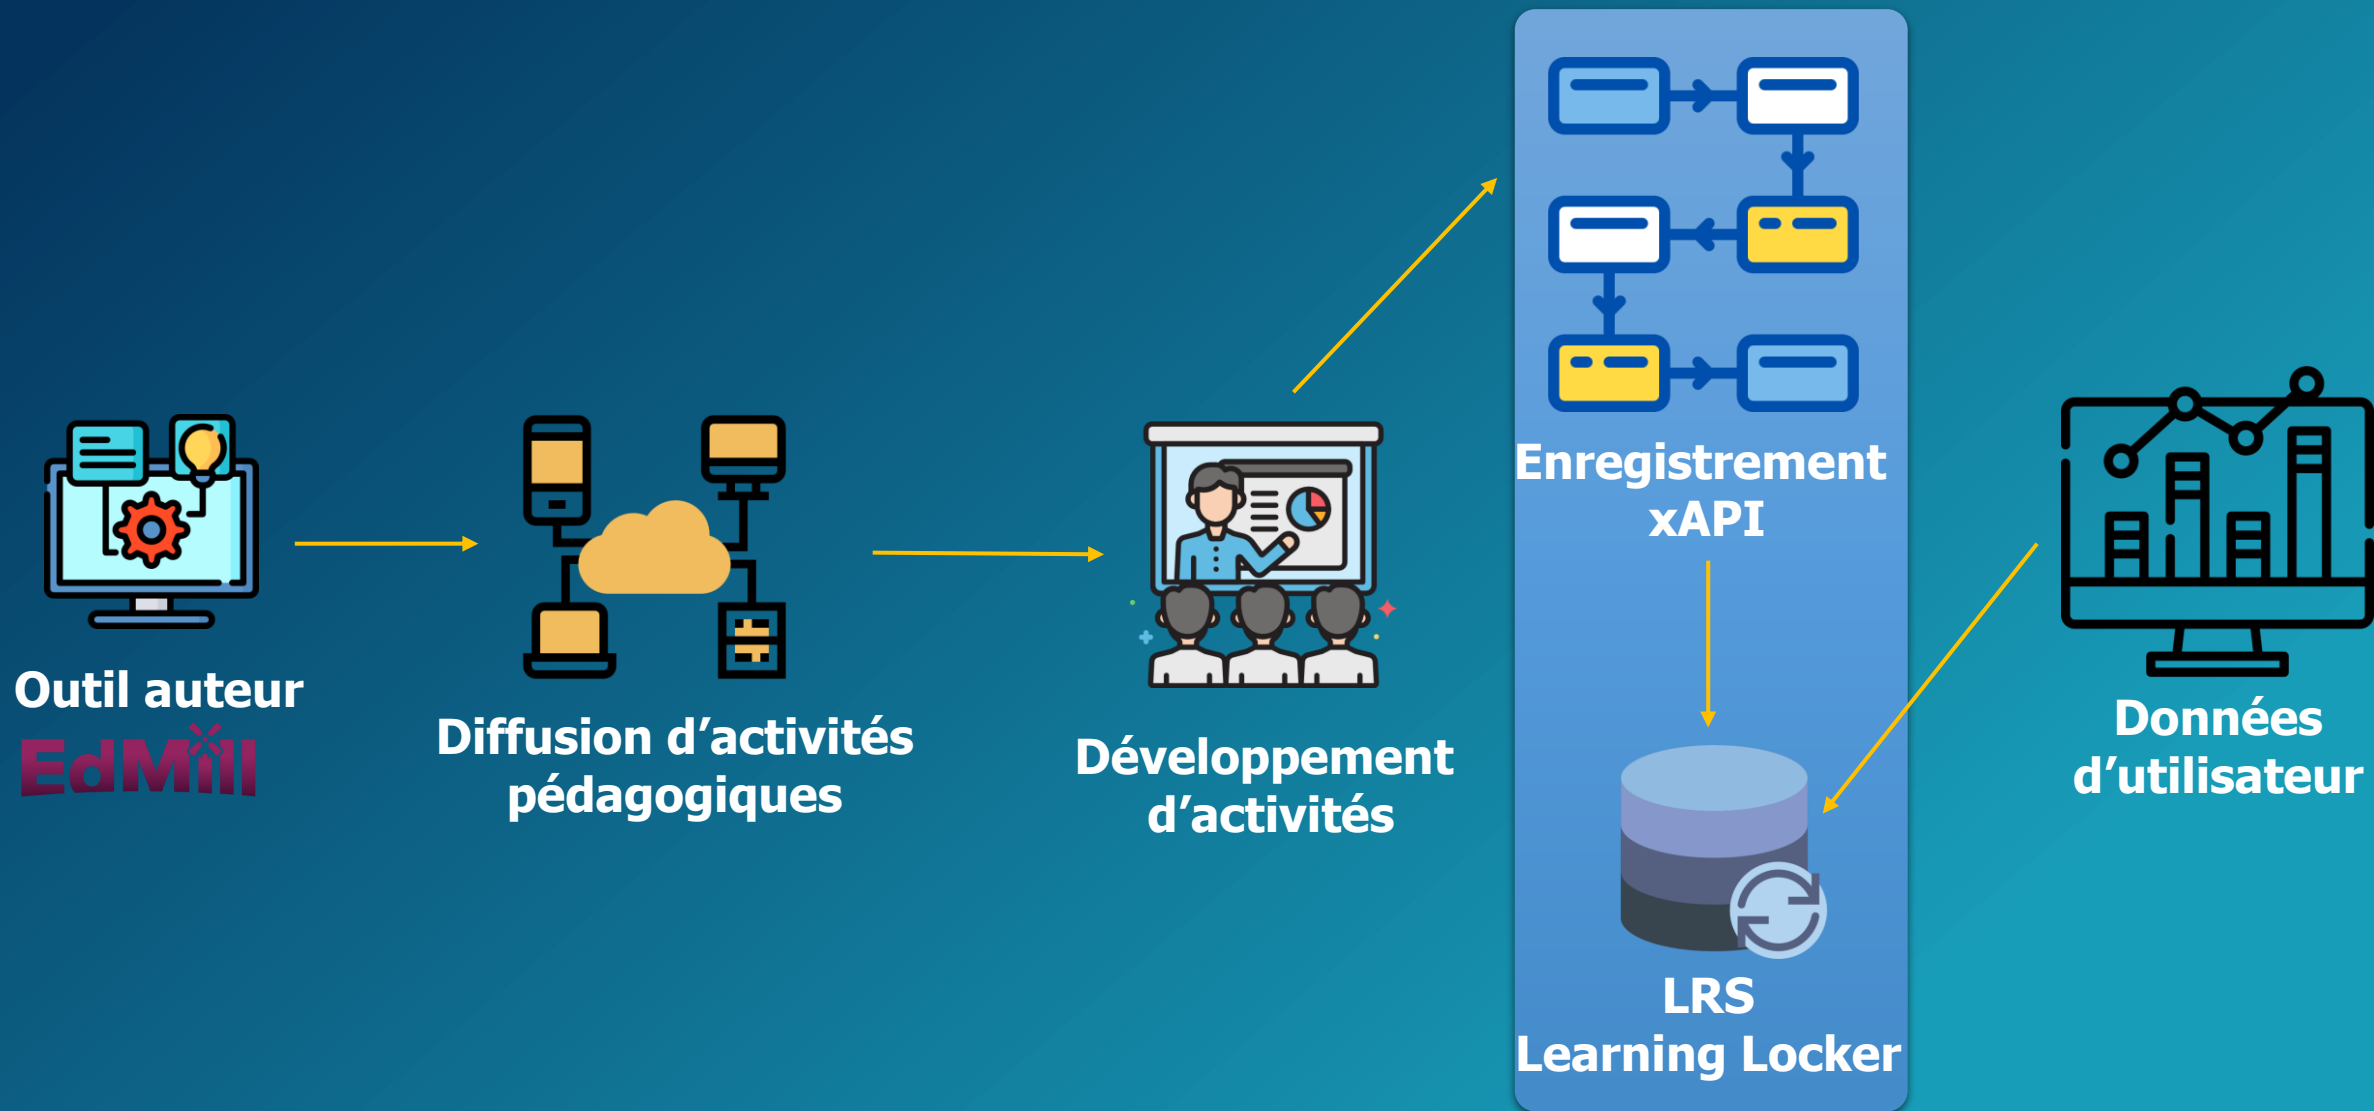 Outil auteur
EdMill
Diffusion d’activités
pédagogiques
Développement
d’activités
Enregistrement
xAPI
LRS
Learning Locker
Données
d’utilisateur